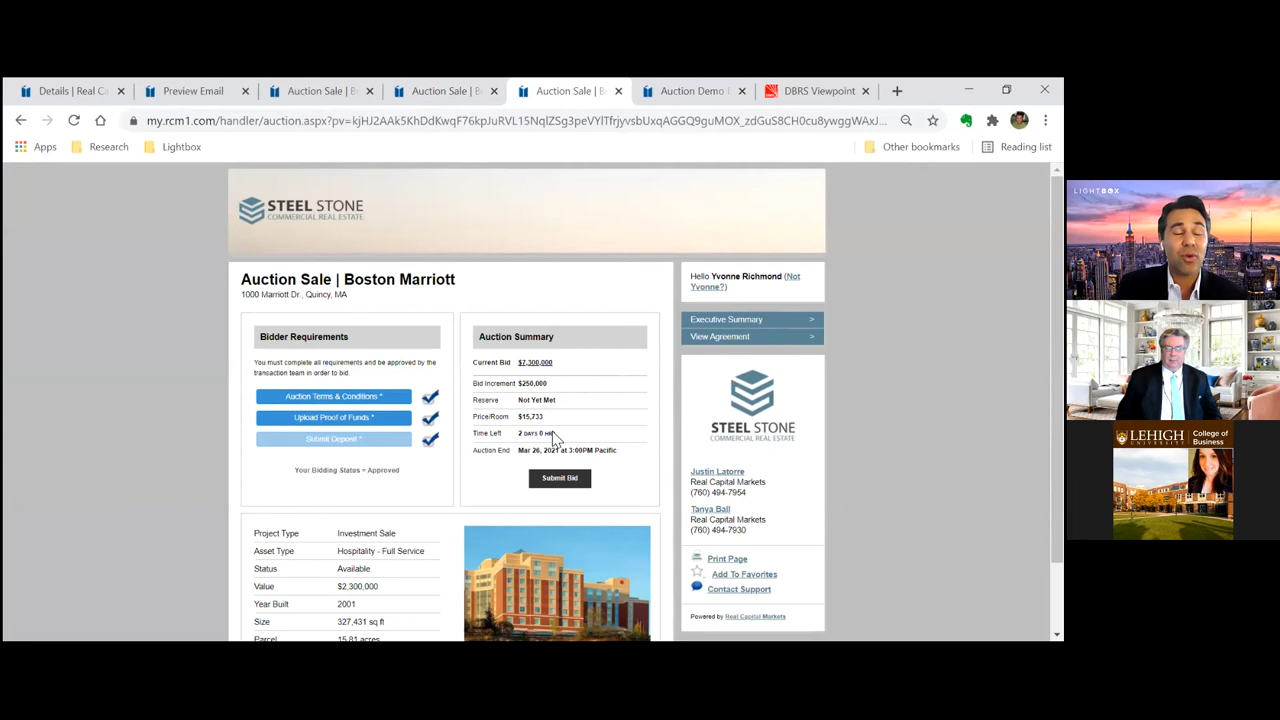 Details | Real Ca
Preview Email
Auction Sale | B
Auction Sale | B
Auction Sale | B
Auction Demo
DBRS Viewpoint
my.rcm1.com/handler/auction.aspx?pv=
Apps
Research
Lightbox
Other bookmarks
Reading list
STEEL STONE
COMMERCIAL REAL ESTATE
Auction Sale | Boston Marriott
1000 Marriott Dr., Quincy, MA
Bidder Requirements
You must complete all requirements and be approved by the
transaction team in order to bid.
Auction Terms & Conditions *
Upload Proof of Funds *
Submit Deposit *
Your Bidding Status = Approved
Auction Summary
Current Bid $7,300,000
Bid Increment $250,000
Reserve Not Yet Met
Price/Room $15,733
Time Left 2 DAYS 0
Auction End Mar 26, 2021 at 3:00PM Pacific
Submit Bid
Project Type Investment Sale
Asset Type Hospitality - Full Service
Status Available
Value $2,300,000
Year Built 2001
Size 327,431 sq ft
Parcel 15.81 acres
Hello Yvonne Richmond (Not
Yvonne?)
Executive Summary >
View Agreement >
STEEL STONE
COMMERCIAL REAL ESTATE
Justin Latorre
Real Capital Markets
(760) 494-7954
Tanya Ball
Real Capital Markets
(760) 494-7930
Print Page
Add To Favorites
Contact Support
Powered by Real Capital Markets
LIGHTBOX
LEHIGH UNIVERSITY
College of
Business